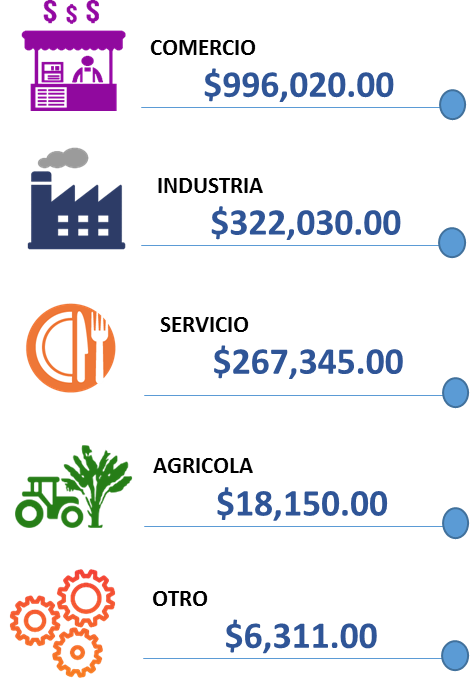 $ $ $
COMERCIO
$996,020.00
INDUSTRIA
$322,030.00
SERVICIO
$267,345.00
AGRICOLA
$18,150.00
OTRO
$6,311.00